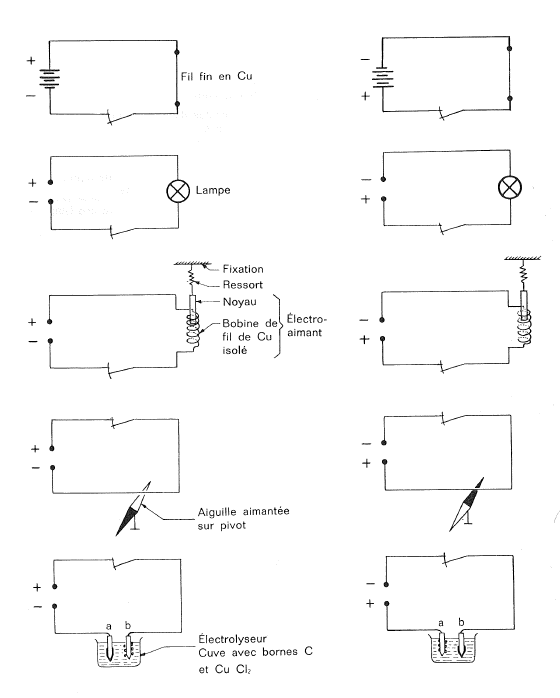 +
Fil fin en Cu
−
−
+
+
Lampe
−
−
+
Fixation
Ressort
Noyau
Bobine de
fil de Cu
isolé
Électro-
aimant
+
−
−
+
+
−
Aiguille aimantée
sur pivot
−
+
+
−
a b
Électrolyseur
Cuve avec bornes C
et Cu Cl₂
−
+
a b